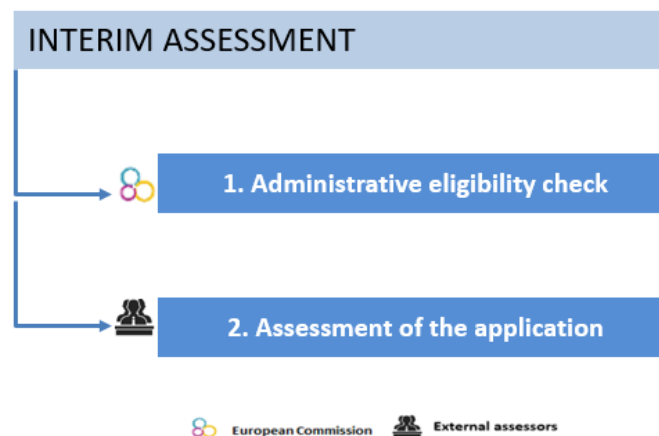 INTERIM ASSESSMENT
1. Administrative eligibility check
2. Assessment of the application
European Commission External assessors